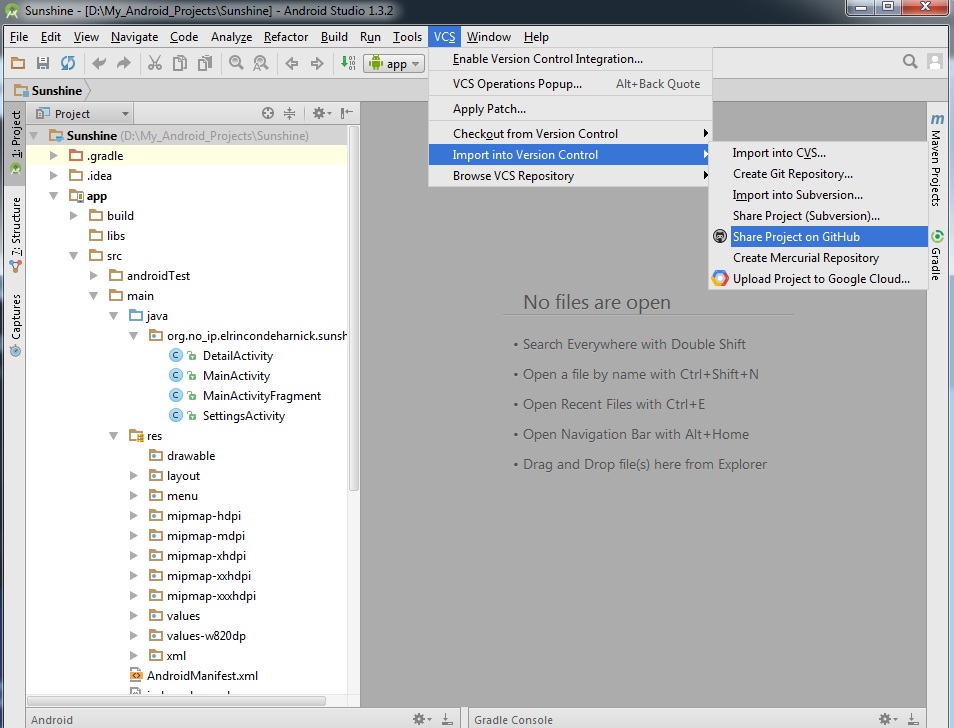 Sunshine - [D:\My_Android_Projects\Sunshine] - Android Studio 1.3.2
File Edit View Navigate Code Analyze Refactor Build Run Tools VCS Window Help
app
Sunshine
Enable Version Control Integration...
VCS Operations Popup... Alt+Back Quote
Apply Patch...
Checkout from Version Control
Import into Version Control
Browse VCS Repository
Import into CVS...
Create Git Repository...
Import into Subversion...
Share Project (Subversion)...
Share Project on GitHub
Create Mercurial Repository
Upload Project to Google Cloud...
1: Project
7: Structure
Captures
Project
Sunshine (D:\My_Android_Projects\Sunshine)
.gradle
.idea
app
build
libs
src
androidTest
main
java
org.no_ip.elrincondeharnick.sunsh
DetailActivity
MainActivity
MainActivityFragment
SettingsActivity
res
drawable
layout
menu
mipmap-hdpi
mipmap-mdpi
mipmap-xhdpi
mipmap-xxhdpi
mipmap-xxxhdpi
values
values-w820dp
xml
AndroidManifest.xml
No files are open
• Search Everywhere with Double Shift
• Open a file by name with Ctrl+Shift+N
• Open Recent Files with Ctrl+E
• Open Navigation Bar with Alt+Home
• Drag and Drop file(s) here from Explorer
m
Maven Projects
Gradle
Android
Gradle Console